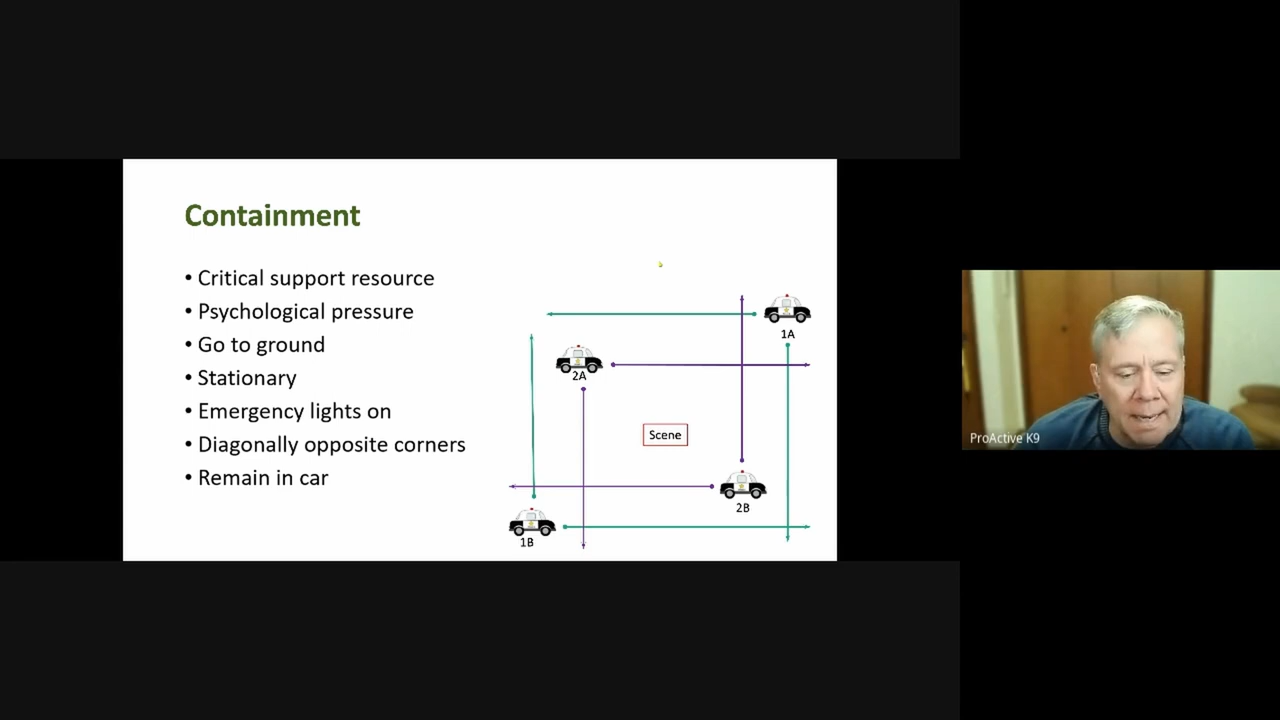 Containment
• Critical support resource
• Psychological pressure
• Go to ground
• Stationary
• Emergency lights on
• Diagonally opposite corners
• Remain in car
1A
2A
Scene
2B
1B
ProActive K9